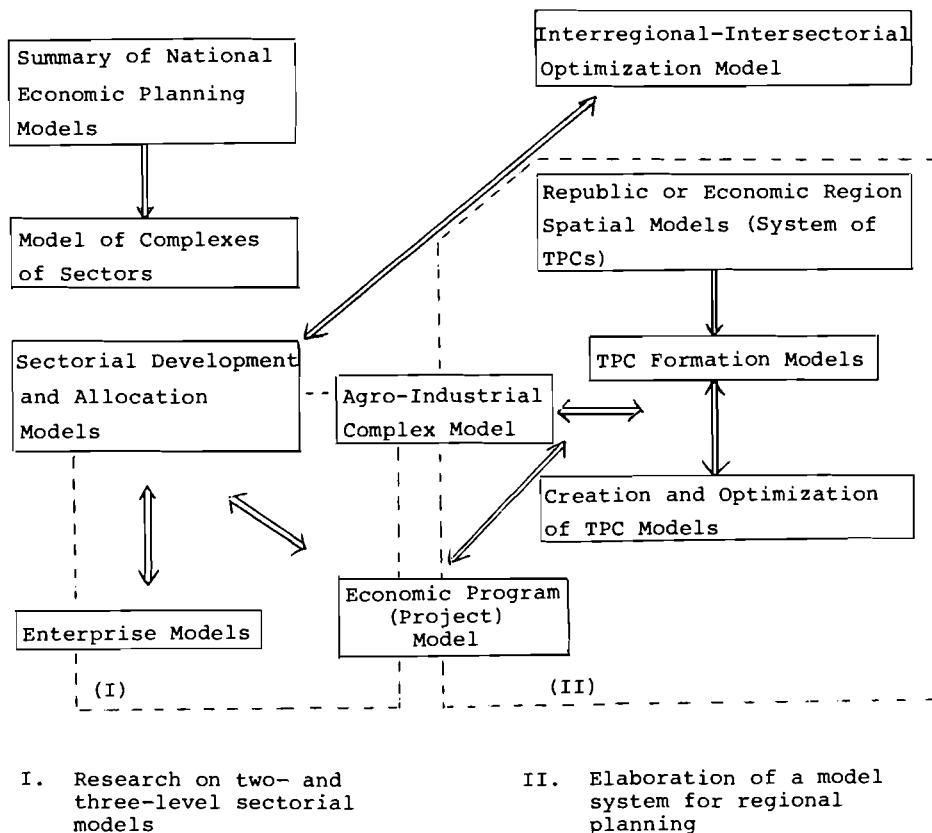 Summary of National
Economic Planning
Models
Interregional-Intersectorial
Optimization Model
Model of Complexes
of Sectors
Republic or Economic Region
Spatial Models (System of
TPCs)
Sectorial Development
and Allocation
Models
Agro-Industrial
Complex Model
TPC Formation Models
Creation and Optimization
of TPC Models
Enterprise Models
Economic Program
(Project)
Model
(I)
(II)
I. Research on two- and
three-level sectorial
models
II. Elaboration of a model
system for regional
planning